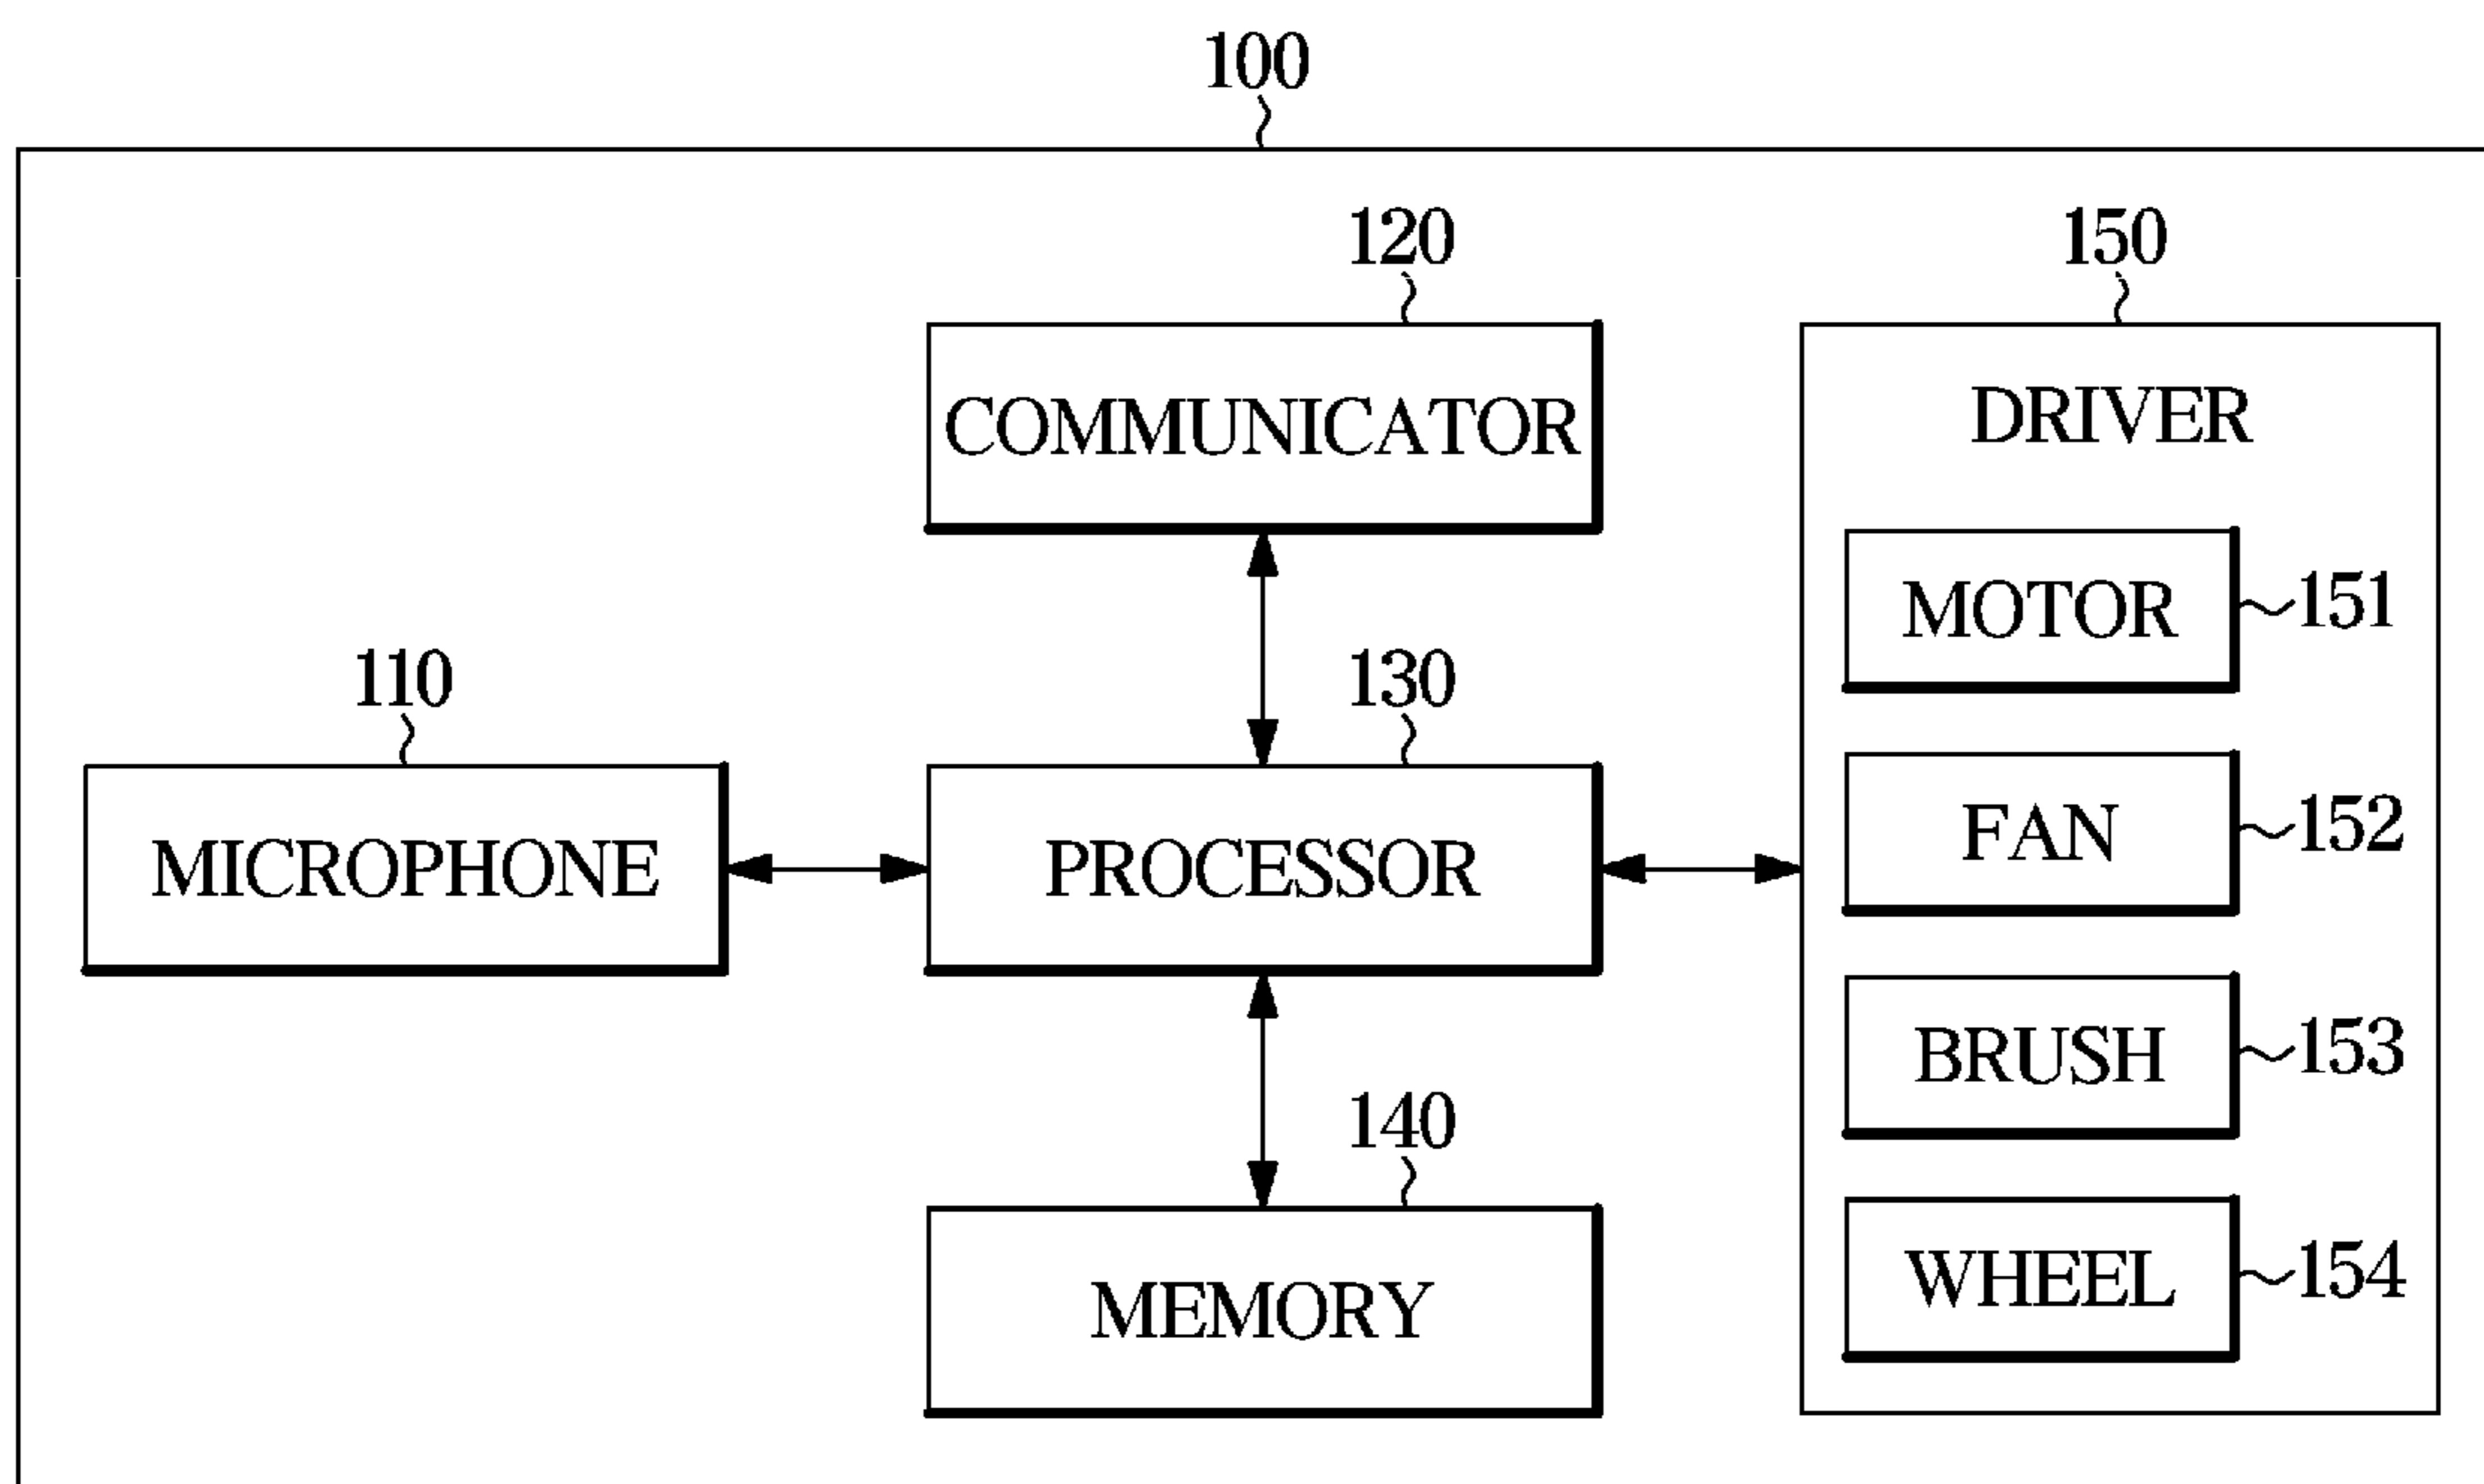 100
120
150
COMMUNICATOR
DRIVER
MOTOR
151
110
130
MICROPHONE
PROCESSOR
FAN
152
BRUSH
153
140
MEMORY
WHEEL
154